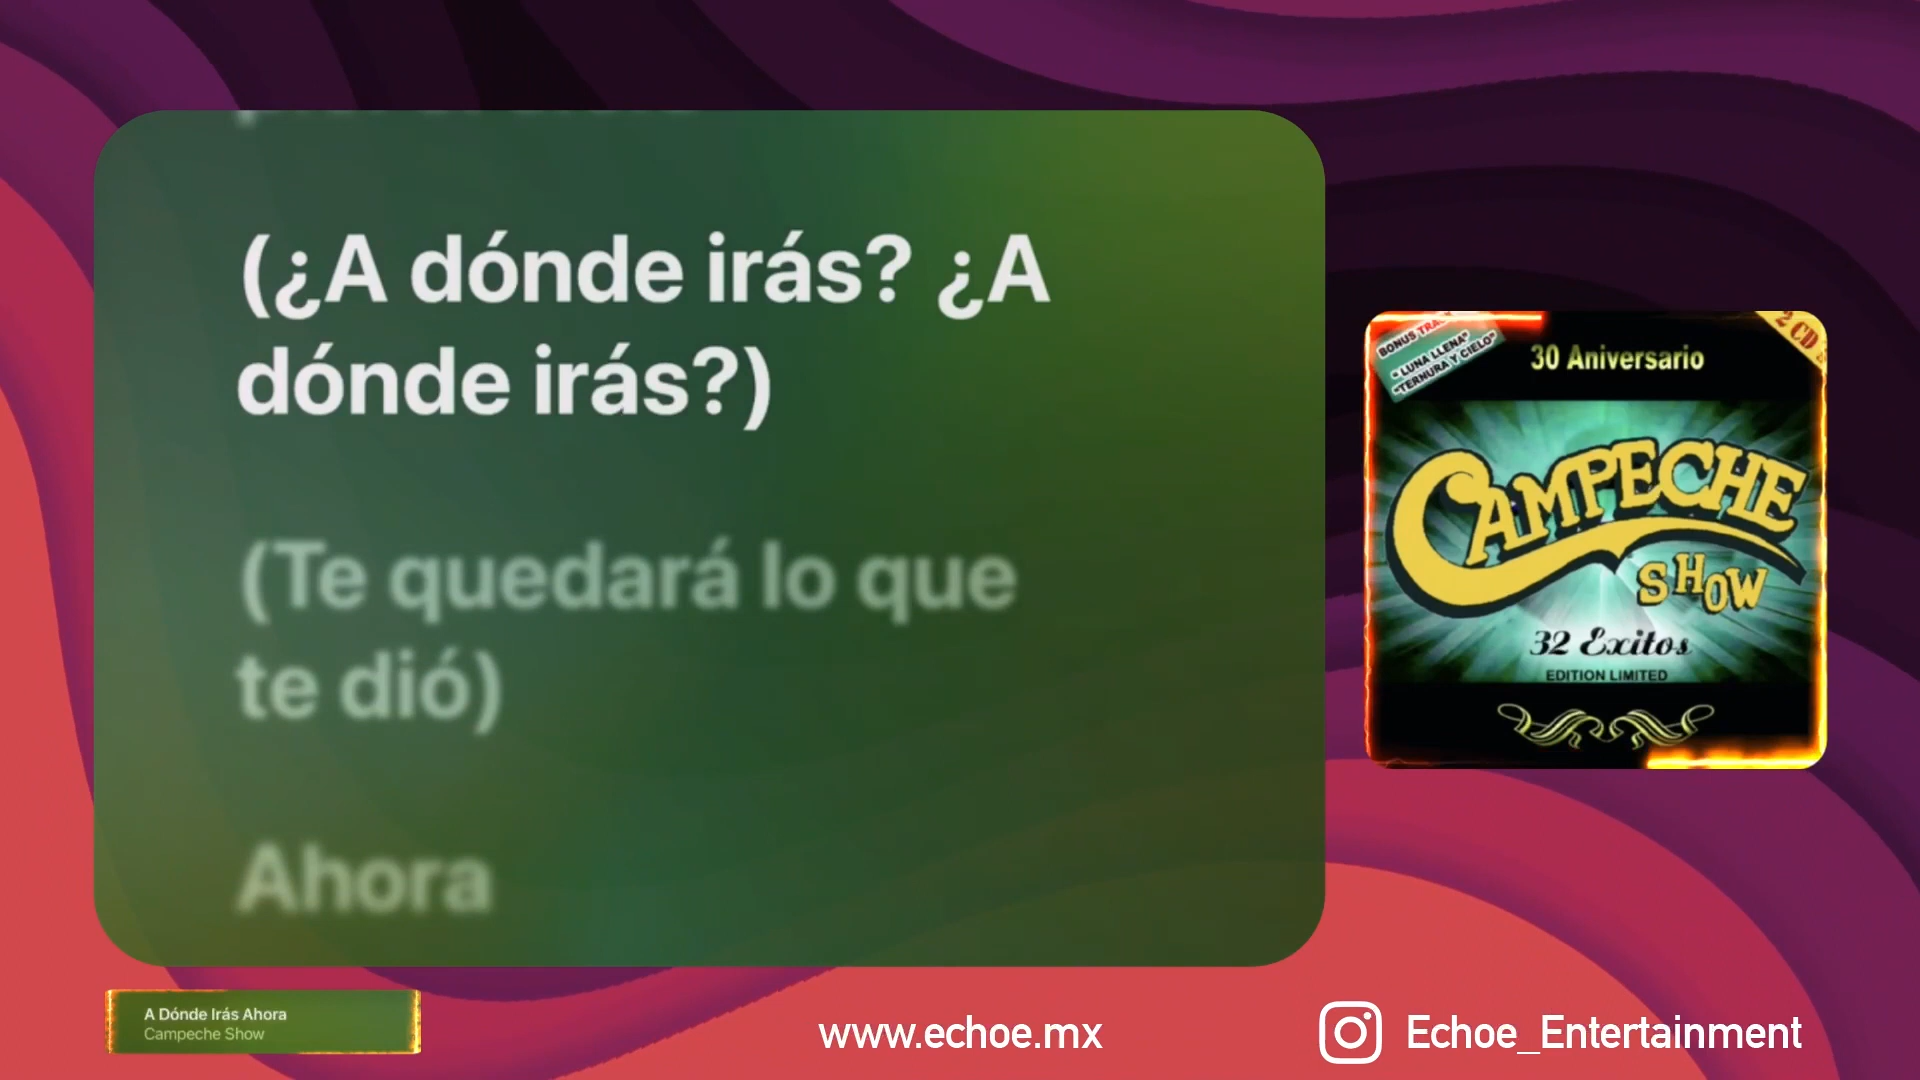 (¿A dónde irás? ¿A
dónde irás?)
(Te quedará lo que
te dió)
Ahora
BONUS TRACK
"LUNA LLENA"
"TERNURA Y CIELO"
2 CD
30 Aniversario
CAMPECHE
SHOW
32 Exitos
EDITION LIMITED
A Dónde Irás Ahora
Campeche Show
www.echoe.mx
Echoe_Entertainment